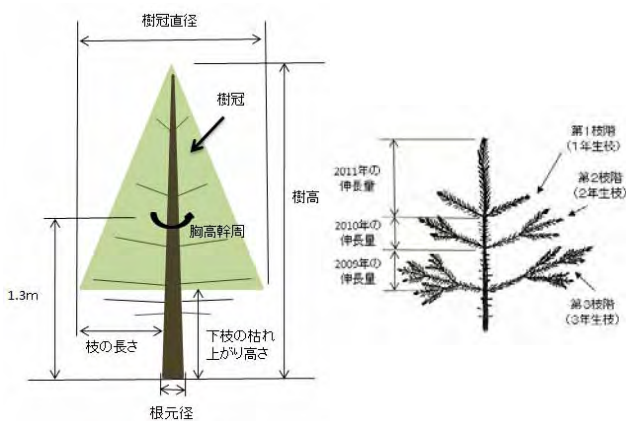 樹冠直径
樹冠
樹高
胸高幹周
1.3m
枝の長さ
下枝の枯れ
上がり高さ
根元径
2011年の
伸長量
2010年の
伸長量
2009年の
伸長量
第1枝階
(1年生枝)
第2枝階
(2年生枝)
第3枝階
(3年生枝)